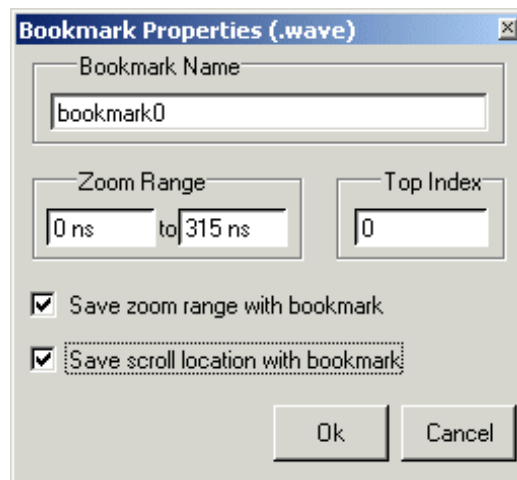 Bookmark Properties (.wave)
Bookmark Name
bookmark0
Zoom Range
Top Index
0 ns to 315 ns
0
Save zoom range with bookmark
Save scroll location with bookmark
Ok Cancel